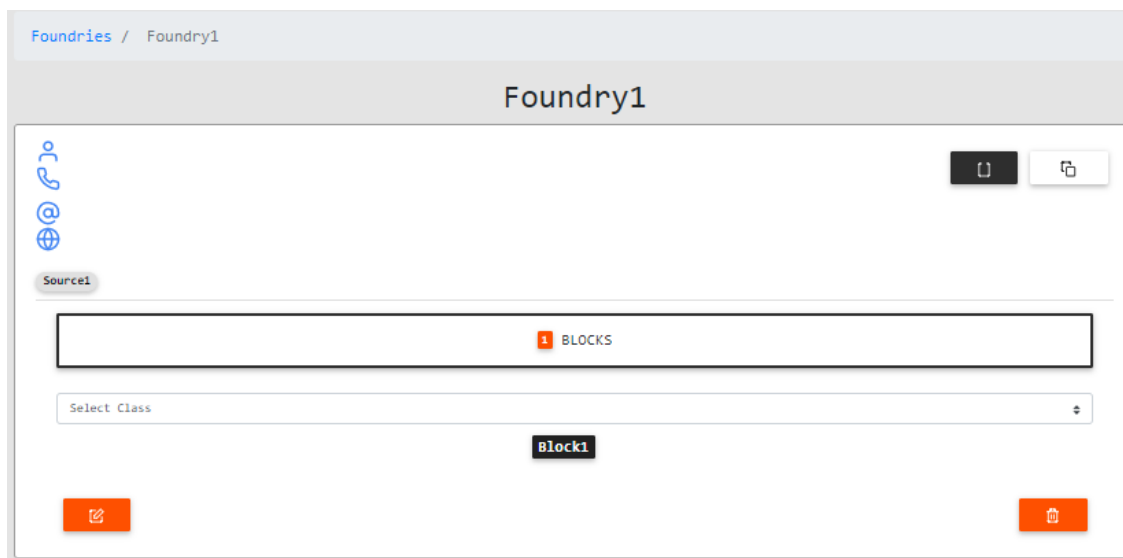 Foundries / Foundry1
Foundry1
Source1
1 BLOCKS
Select Class
Block1